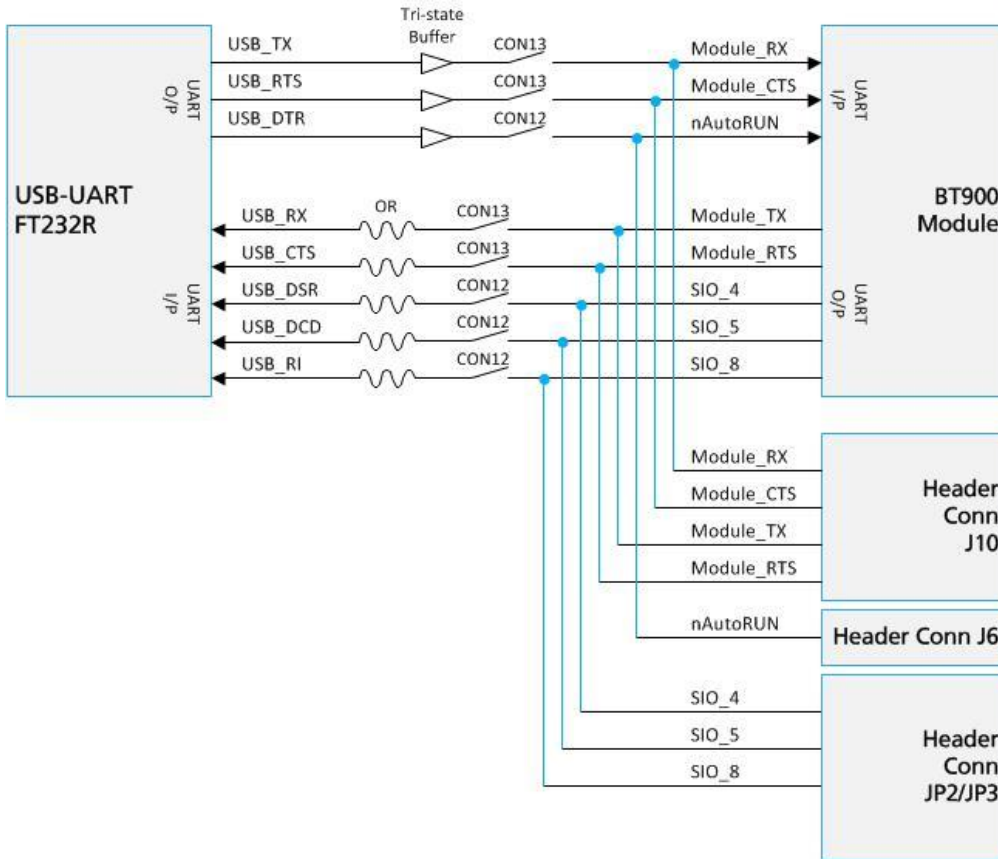 Tri-state
Buffer
USB_TX
CON13
Module_RX
USB_RTS
CON13
Module_CTS
USB_DTR
CON12
nAutoRUN
UART
O/P
UART
I/P
USB-UART
FT232R
BT900
Module
USB_RX
OR
CON13
Module_TX
USB_CTS
CON13
Module_RTS
USB_DSR
CON12
SIO_4
USB_DCD
CON12
SIO_5
USB_RI
CON12
SIO_8
UART
I/P
UART
O/P
Module_RX
Module_CTS
Module_TX
Module_RTS
Header
Conn
J10
nAutoRUN
Header Conn J6
SIO_4
SIO_5
SIO_8
Header
Conn
JP2/JP3